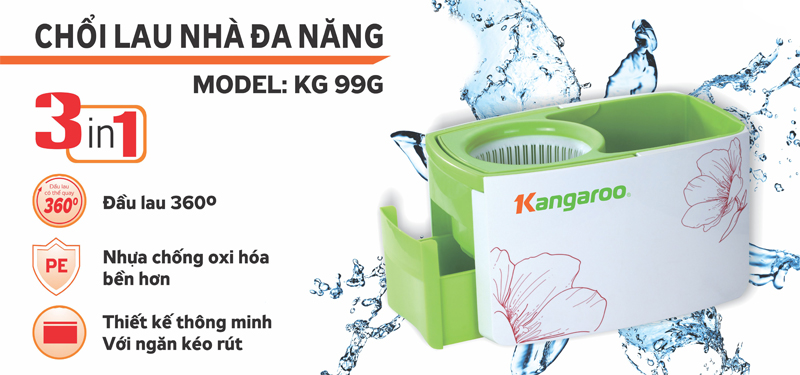 CHỔI LAU NHÀ ĐA NĂNG
MODEL: KG 99G
3in1
Đầu lau
có thể quay
360⁰
Đầu lau 360º
PE
Nhựa chống oxi hóa
bền hơn
Thiết kế thông minh
Với ngăn kéo rút
Kangaroo®